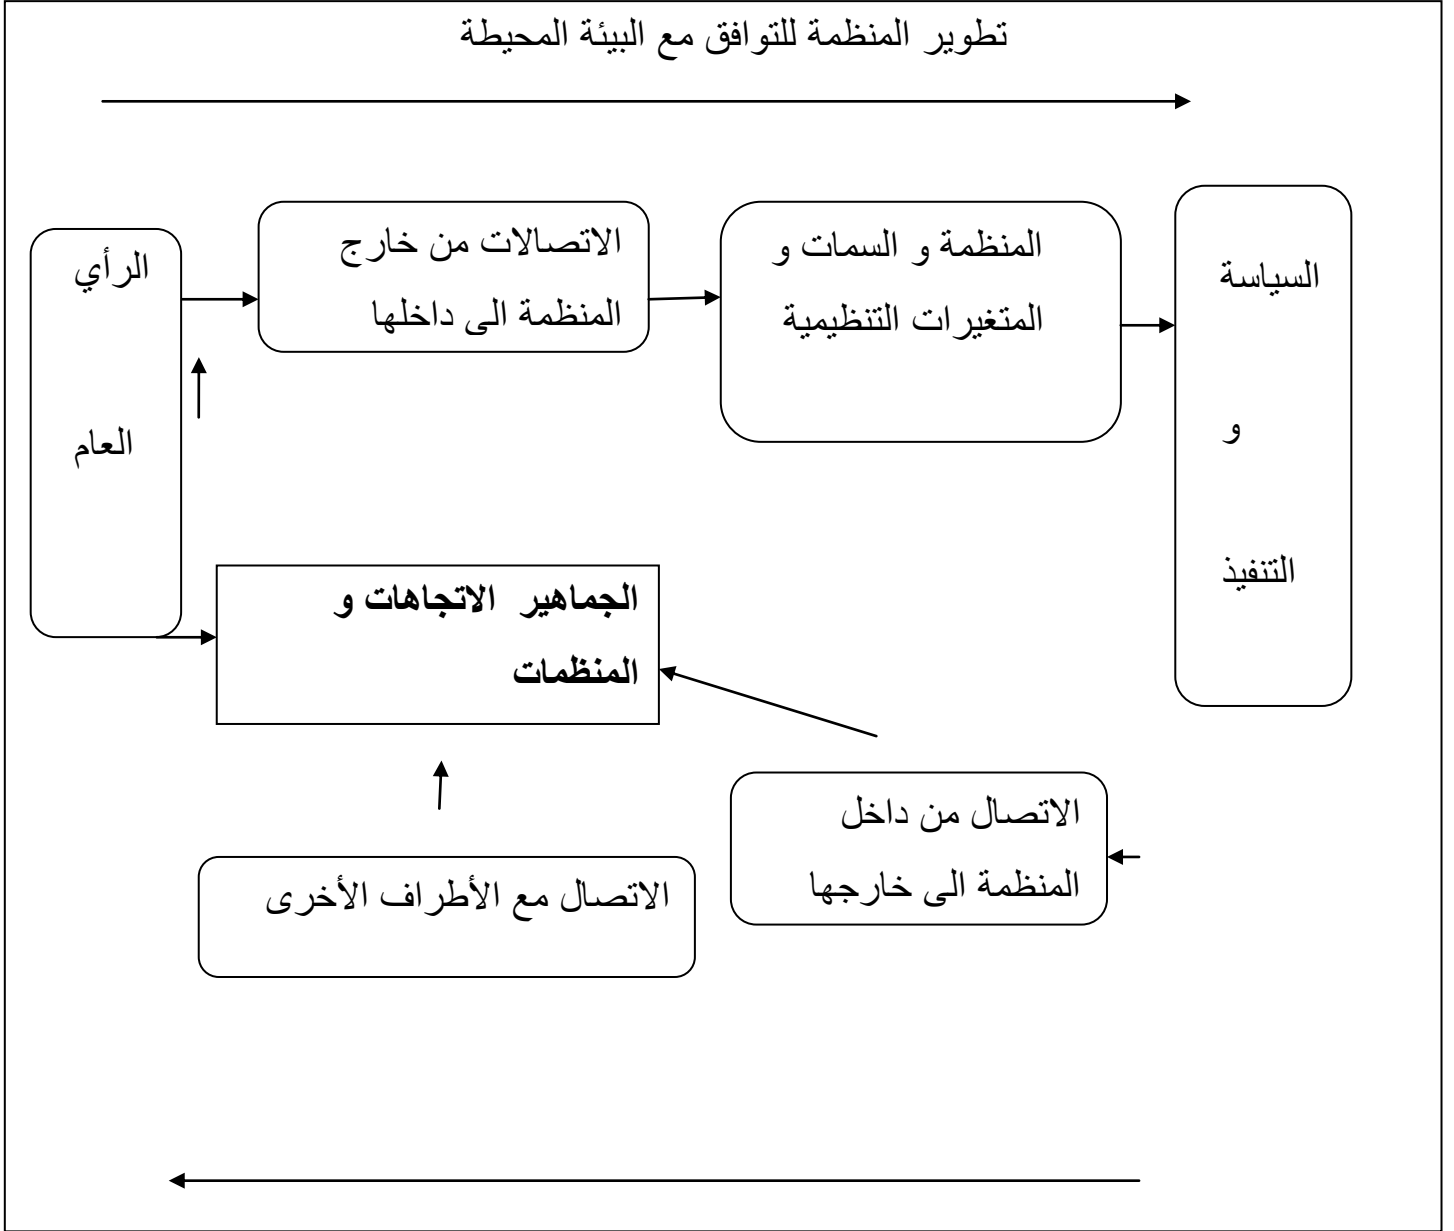 تطوير المنظمة للتوافق مع البيئة المحيطة
السياسة
و
التنفيذ
المنظمة و السمات و
المتغيرات التنظيمية
الاتصالات من خارج
المنظمة الى داخلها
الرأي
العام
الجماهير الاتجاهات و
المنظمات
الاتصال من داخل
المنظمة الى خارجها
الاتصال مع الأطراف الأخرى